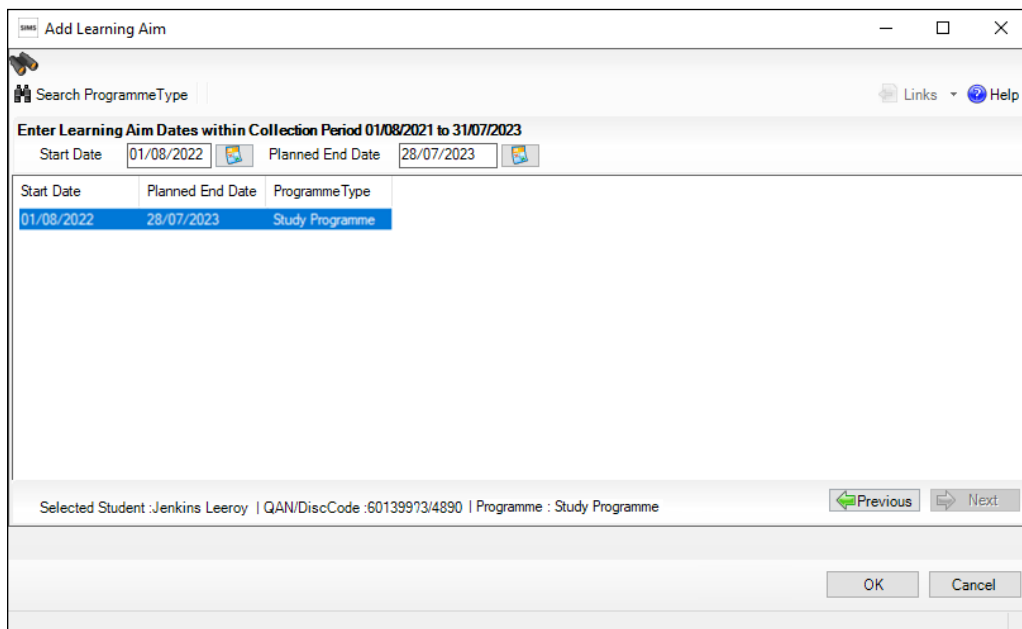 SIMS Add Learning Aim
Search ProgrammeType
Links Help
Enter Learning Aim Dates within Collection Period 01/08/2021 to 31/07/2023
Start Date 01/08/2022 Planned End Date 28/07/2023
Start Date Planned End Date ProgrammeType
01/08/2022 28/07/2023 Study Programme
Selected Student :Jenkins Leeroy | QAN/DiscCode :60139973/4890 | Programme : Study Programme
Previous Next
OK Cancel